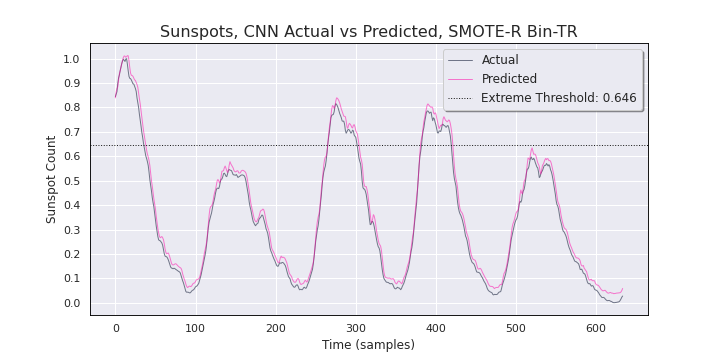 Sunspots, CNN Actual vs Predicted, SMOTE-R Bin-TR
Actual
Predicted
Extreme Threshold: 0.646
Sunspot Count
1.0
0.9
0.8
0.7
0.6
0.5
0.4
0.3
0.2
0.1
0.0
0 100 200 300 400 500 600
Time (samples)